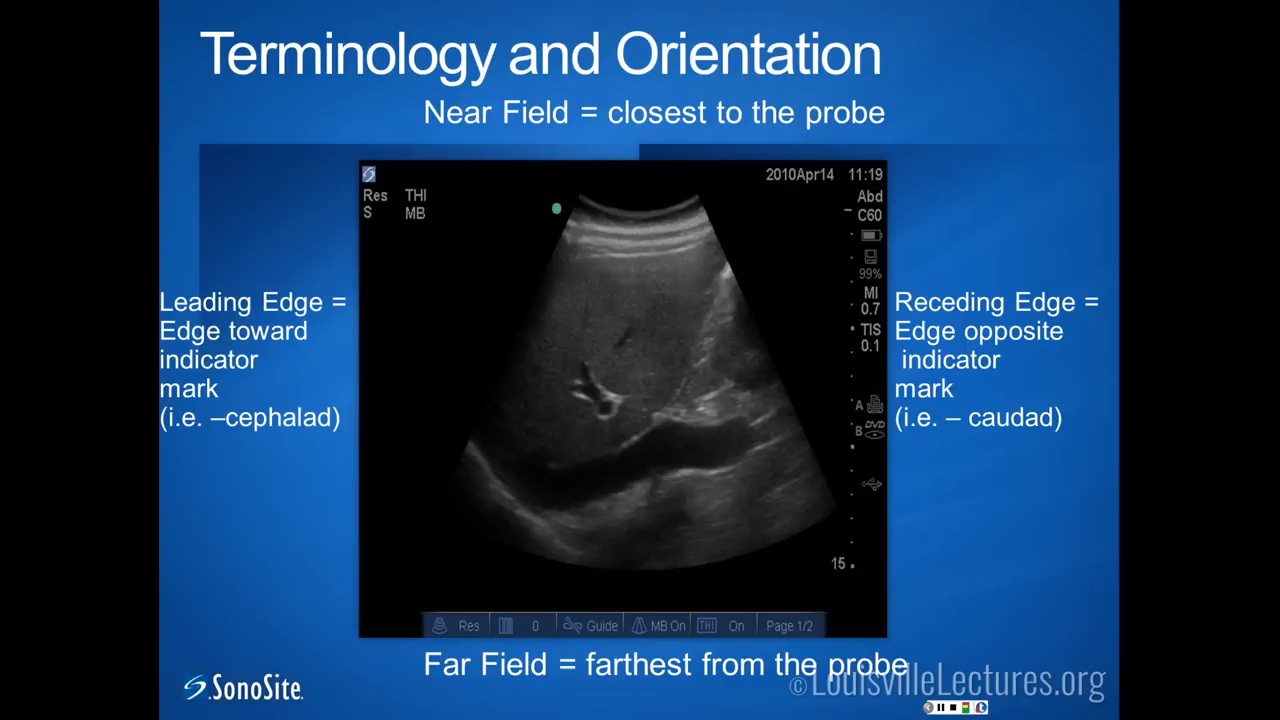 Terminology and Orientation
Near Field = closest to the probe
2010Apr14 11:19
Res THI
S MB
Abd
C60
99%
MI
0.7
TIS
0.1
A
B DVD
15
Leading Edge =
Edge toward
indicator
mark
(i.e. –cephalad)
Receding Edge =
Edge opposite
indicator
mark
(i.e. – caudad)
Res 0 Guide MB On THI On Page 1/2
Far Field = farthest from the probe
SonoSite
© LouisvilleLectures.org